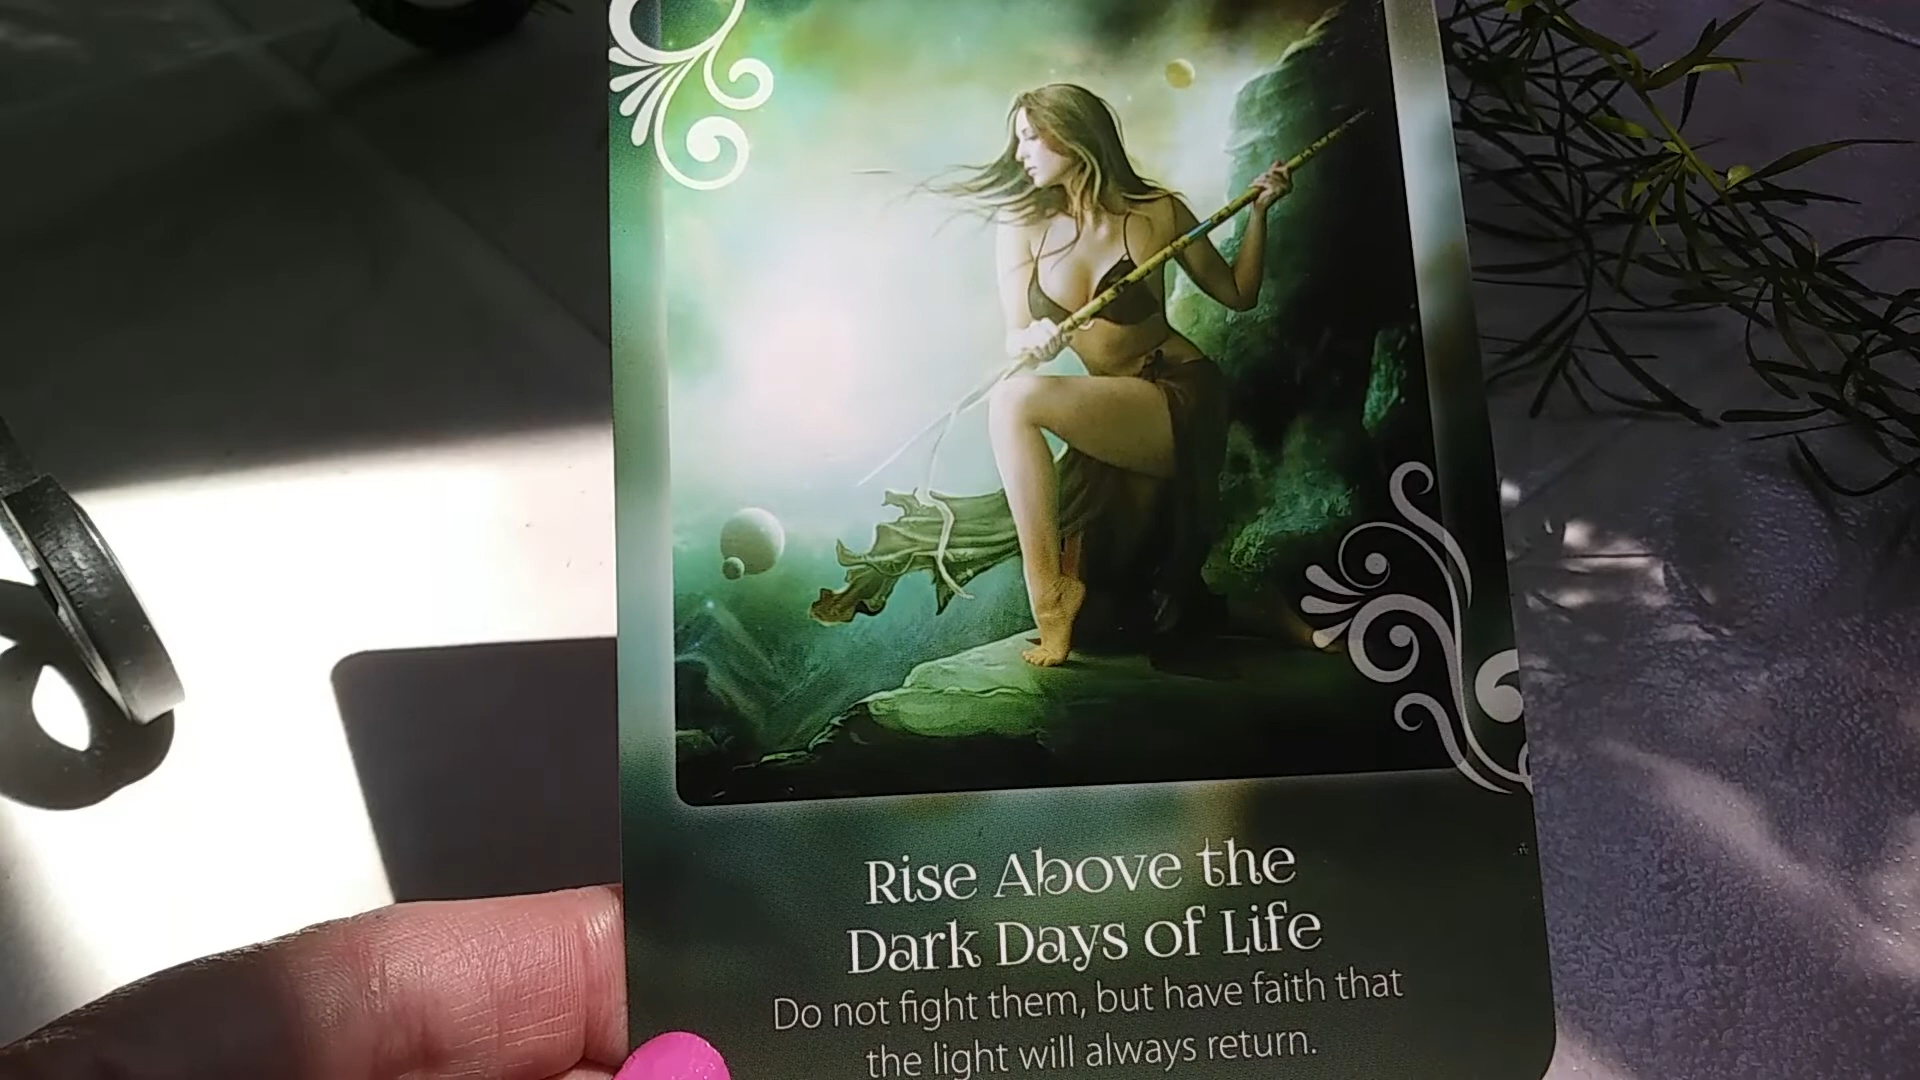 Rise Above the
Dark Days of Life
Do not fight them, but have faith that
the light will always return.